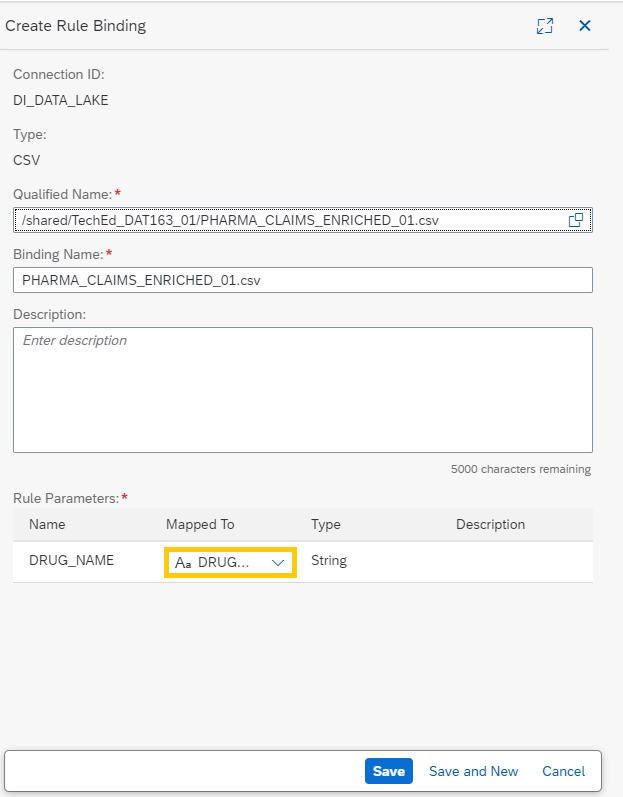 Create Rule Binding
Connection ID:
DI_DATA_LAKE
Type:
CSV
Qualified Name:*
/shared/TechEd_DAT163_01/PHARMA_CLAIMS_ENRICHED_01.csv
Binding Name:*
PHARMA_CLAIMS_ENRICHED_01.csv
Description:
Enter description
5000 characters remaining
Rule Parameters:*
Name Mapped To Type Description
DRUG_NAME Aa DRUG... String
Save Save and New Cancel